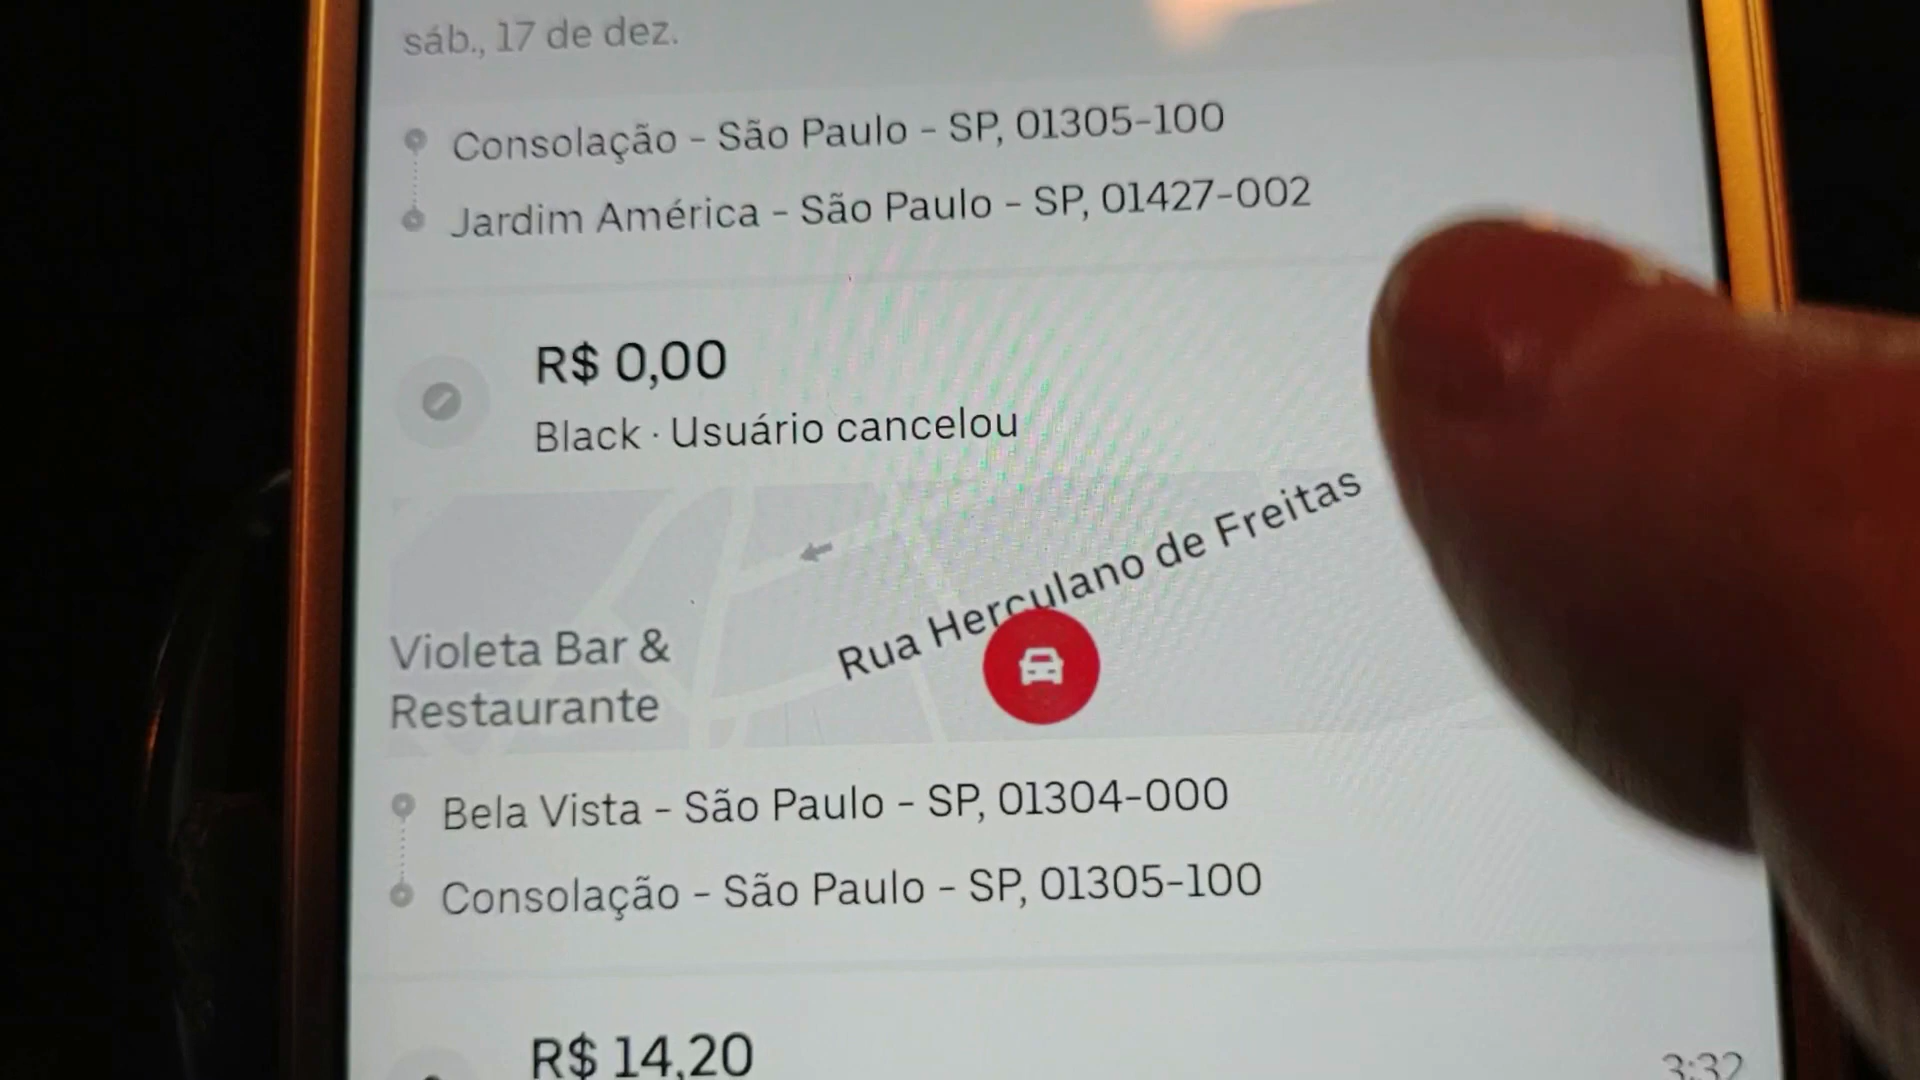 sáb., 17 de dez.
Consolação - São Paulo - SP, 01305-100
Jardim América - São Paulo - SP, 01427-002
R$ 0,00
Black · Usuário cancelou
Rua Herculano de Freitas
Violeta Bar &
Restaurante
Bela Vista - São Paulo - SP, 01304-000
Consolação - São Paulo - SP, 01305-100
R$ 14,20
3:32